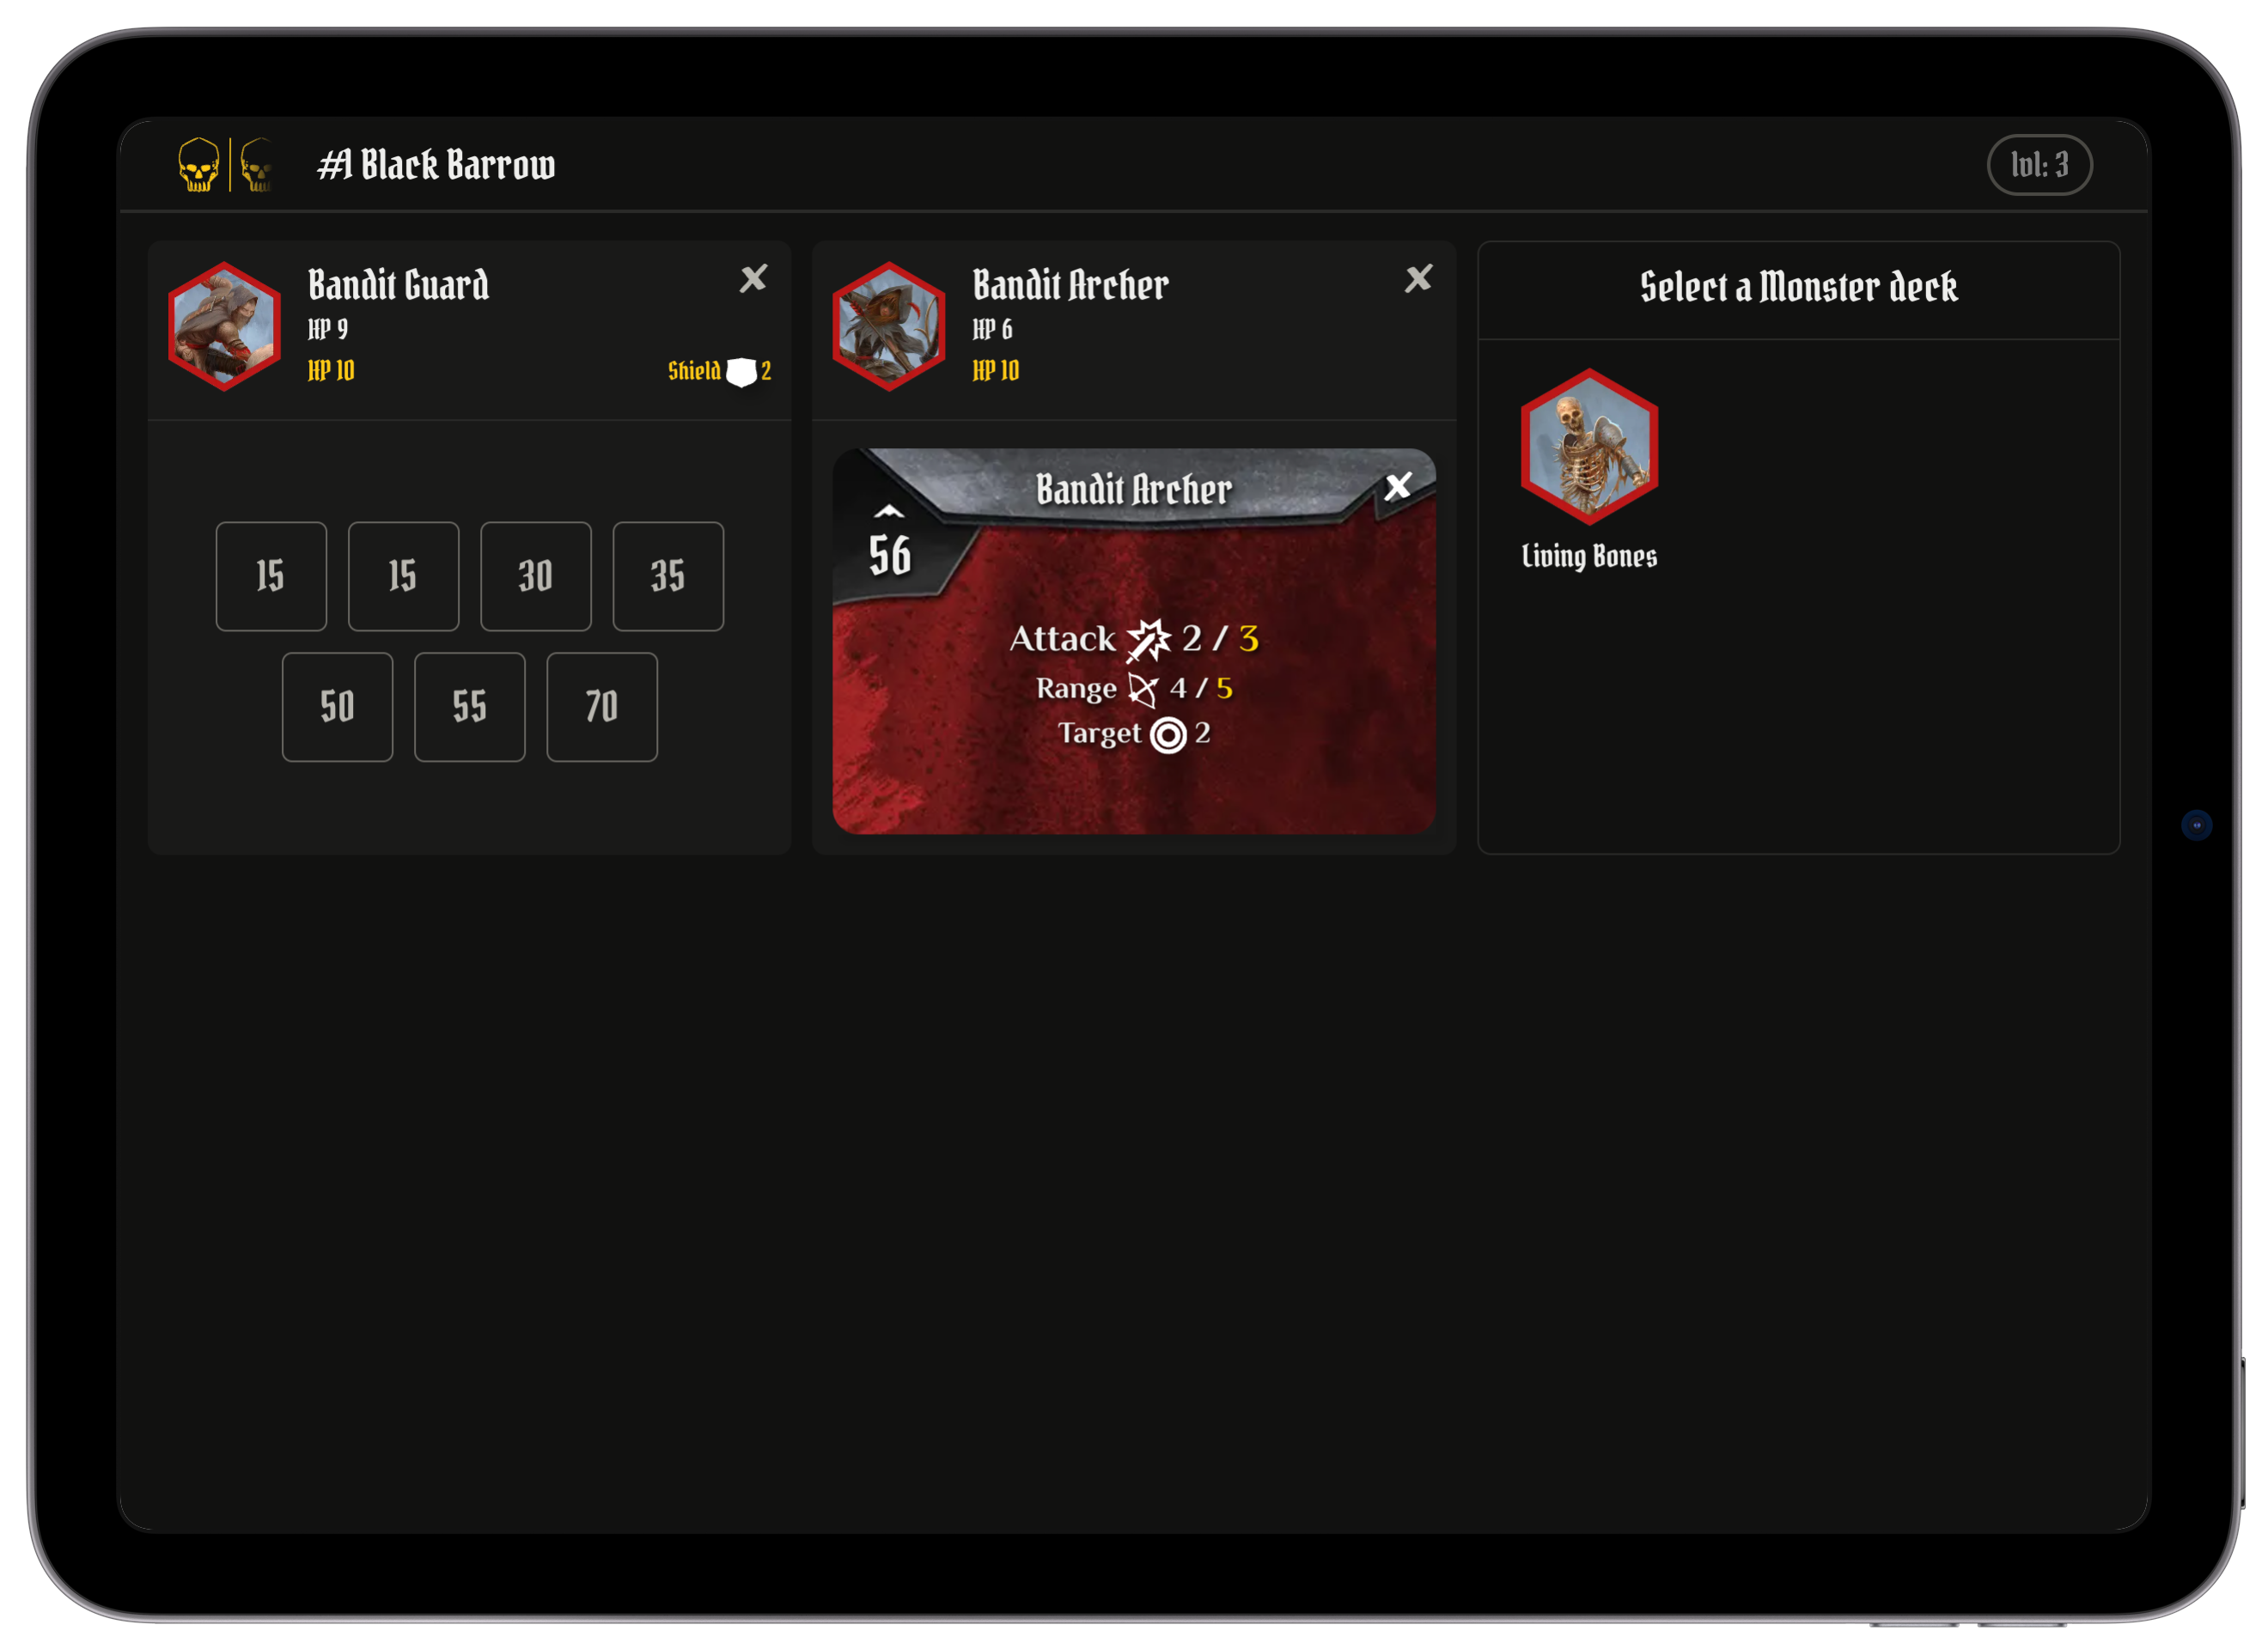 #1 Black Barrow
lvl: 3
Bandit Guard
HP 9
HP 10
Shield 2
15
15
30
35
50
55
70
Bandit Archer
HP 6
HP 10
Bandit Archer
56
Attack 2 / 3
Range 4 / 5
Target 2
Select a Monster deck
Living Bones